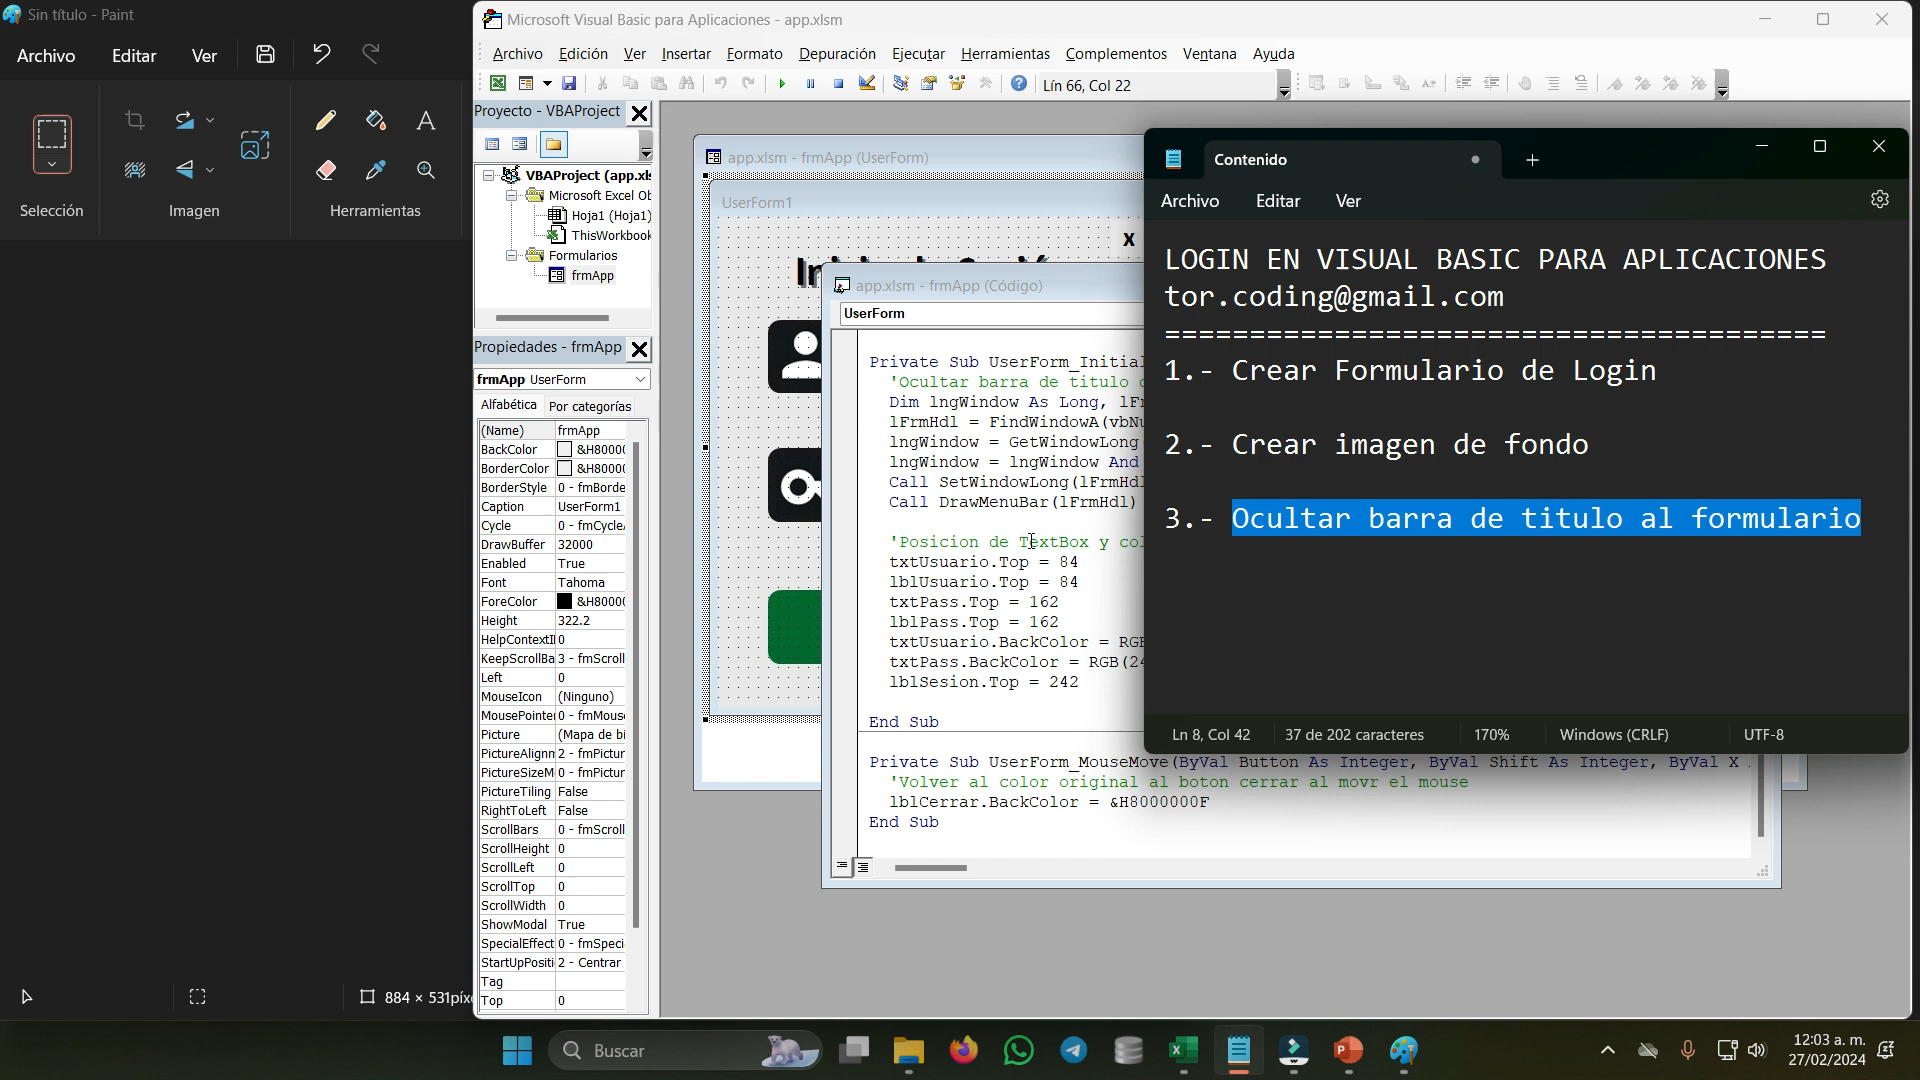 Sin título - Paint
Archivo Editar Ver
Selección Imagen Herramientas
884 × 531píx
Microsoft Visual Basic para Aplicaciones - app.xlsm
Archivo Edición Ver Insertar Formato Depuración Ejecutar Herramientas Complementos Ventana Ayuda
Lín 66, Col 22
Proyecto - VBAProject
VBAProject (app.xl
Microsoft Excel Ob
Hoja1 (Hoja1)
ThisWorkbook
Formularios
frmApp
Propiedades - frmApp
frmApp UserForm
Alfabética Por categorías
(Name) frmApp
BackColor &H8000
BorderColor &H8000
BorderStyle 0 - fmBorde
Caption UserForm1
Cycle 0 - fmCycle
DrawBuffer 32000
Enabled True
Font Tahoma
ForeColor &H8000
Height 322.2
HelpContextI 0
KeepScrollBa 3 - fmScroll
Left 0
MouseIcon (Ninguno)
MousePointer 0 - fmMous
Picture (Mapa de bi
PictureAlignm 2 - fmPictur
PictureSizeM 0 - fmPictur
PictureTiling False
RightToLeft False
ScrollBars 0 - fmScroll
ScrollHeight 0
ScrollLeft 0
ScrollTop 0
ScrollWidth 0
ShowModal True
SpecialEffect 0 - fmSpeci
StartUpPositi 2 - Centrar
Tag
Top 0
app.xlsm - frmApp (UserForm)
UserForm1
X
app.xlsm - frmApp (Código)
UserForm
Private Sub UserForm_Initial
'Ocultar barra de titulo
Dim lngWindow As Long, lFr
lFrmHdl = FindWindowA(vbNu
lngWindow = GetWindowLong
lngWindow = lngWindow And
Call SetWindowLong(lFrmHdl
Call DrawMenuBar(lFrmHdl)
'Posicion de TextBox y col
txtUsuario.Top = 84
lblUsuario.Top = 84
txtPass.Top = 162
lblPass.Top = 162
txtUsuario.BackColor = RGB
txtPass.BackColor = RGB(24
lblSesion.Top = 242
End Sub
Private Sub UserForm_MouseMove(ByVal Button As Integer, ByVal Shift As Integer, ByVal X
'Volver al color original al boton cerrar al movr el mouse
lblCerrar.BackColor = &H8000000F
End Sub
Contenido
Archivo Editar Ver
LOGIN EN VISUAL BASIC PARA APLICACIONES
tor.coding@gmail.com
=======================================
1.- Crear Formulario de Login
2.- Crear imagen de fondo
3.- Ocultar barra de titulo al formulario
Ln 8, Col 42 37 de 202 caracteres 170% Windows (CRLF) UTF-8
Buscar
12:03 a. m.
27/02/2024